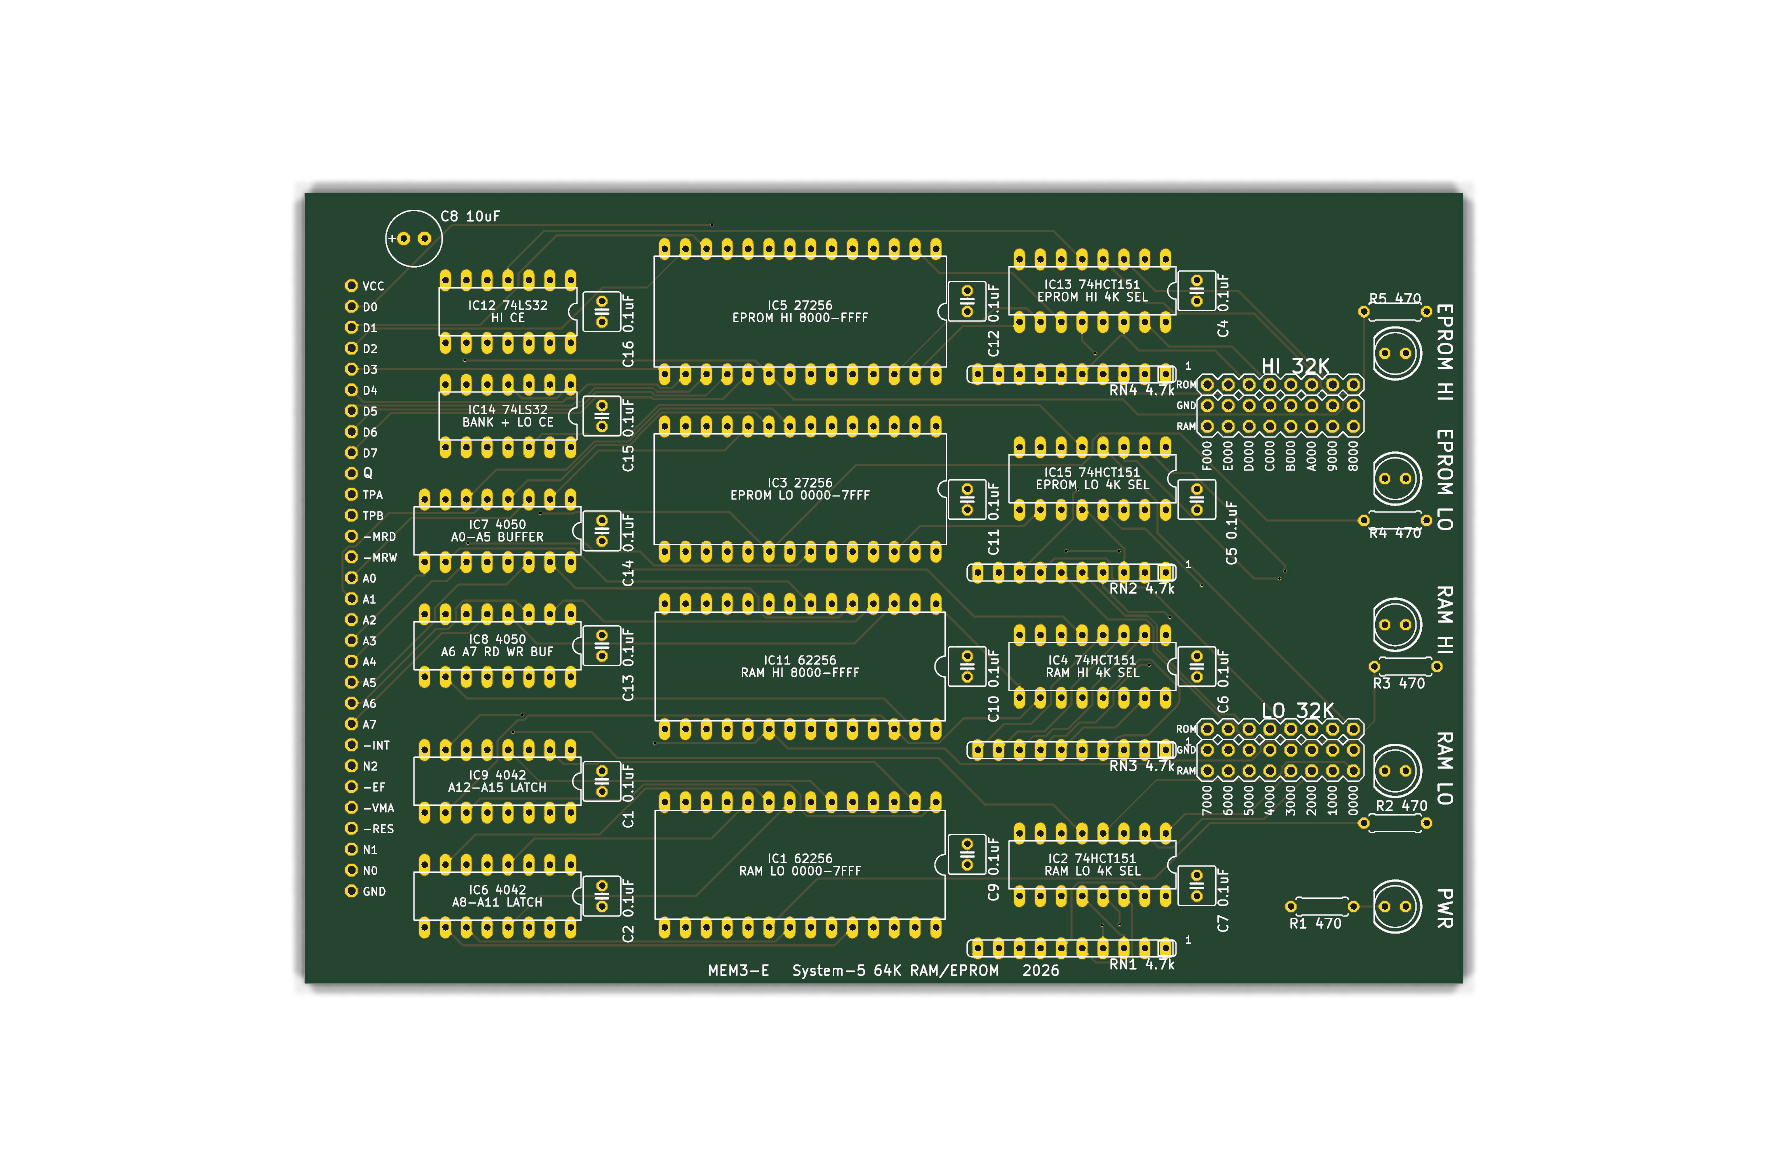 C8 10uF
+
VCC
D0
D1
D2
D3
D4
D5
D6
D7
Q
TPA
TPB
-MRD
-MRW
A0
A1
A2
A3
A4
A5
A6
A7
-INT
N2
-EF
-VMA
-RES
N1
N0
GND
IC12 74LS32
HI CE
C16 0.1uF
IC14 74LS32
BANK + LO CE
C15 0.1uF
IC7 4050
A0-A5 BUFFER
C14 0.1uF
IC8 4050
A6 A7 RD WR BUF
C13 0.1uF
IC9 4042
A12-A15 LATCH
C1 0.1uF
IC6 4042
A8-A11 LATCH
C2 0.1uF
IC5 27256
EPROM HI 8000-FFFF
C12 0.1uF
IC3 27256
EPROM LO 0000-7FFF
C11 0.1uF
IC11 62256
RAM HI 8000-FFFF
C10 0.1uF
IC1 62256
RAM LO 0000-7FFF
C9 0.1uF
IC13 74HCT151
EPROM HI 4K SEL
C4 0.1uF
1
RN4 4.7k
IC15 74HCT151
EPROM LO 4K SEL
C5 0.1uF
1
RN2 4.7k
IC4 74HCT151
RAM HI 4K SEL
C6 0.1uF
1
RN3 4.7k
IC2 74HCT151
RAM LO 4K SEL
C7 0.1uF
1
RN1 4.7k
HI 32K
ROM
GND
RAM
F000
E000
D000
C000
B000
A000
9000
8000
LO 32K
ROM
GND
RAM
7000
6000
5000
4000
3000
2000
1000
0000
R5 470
EPROM HI
EPROM LO
R4 470
RAM HI
R3 470
RAM LO
R2 470
PWR
R1 470
MEM3-E System-5 64K RAM/EPROM 2026